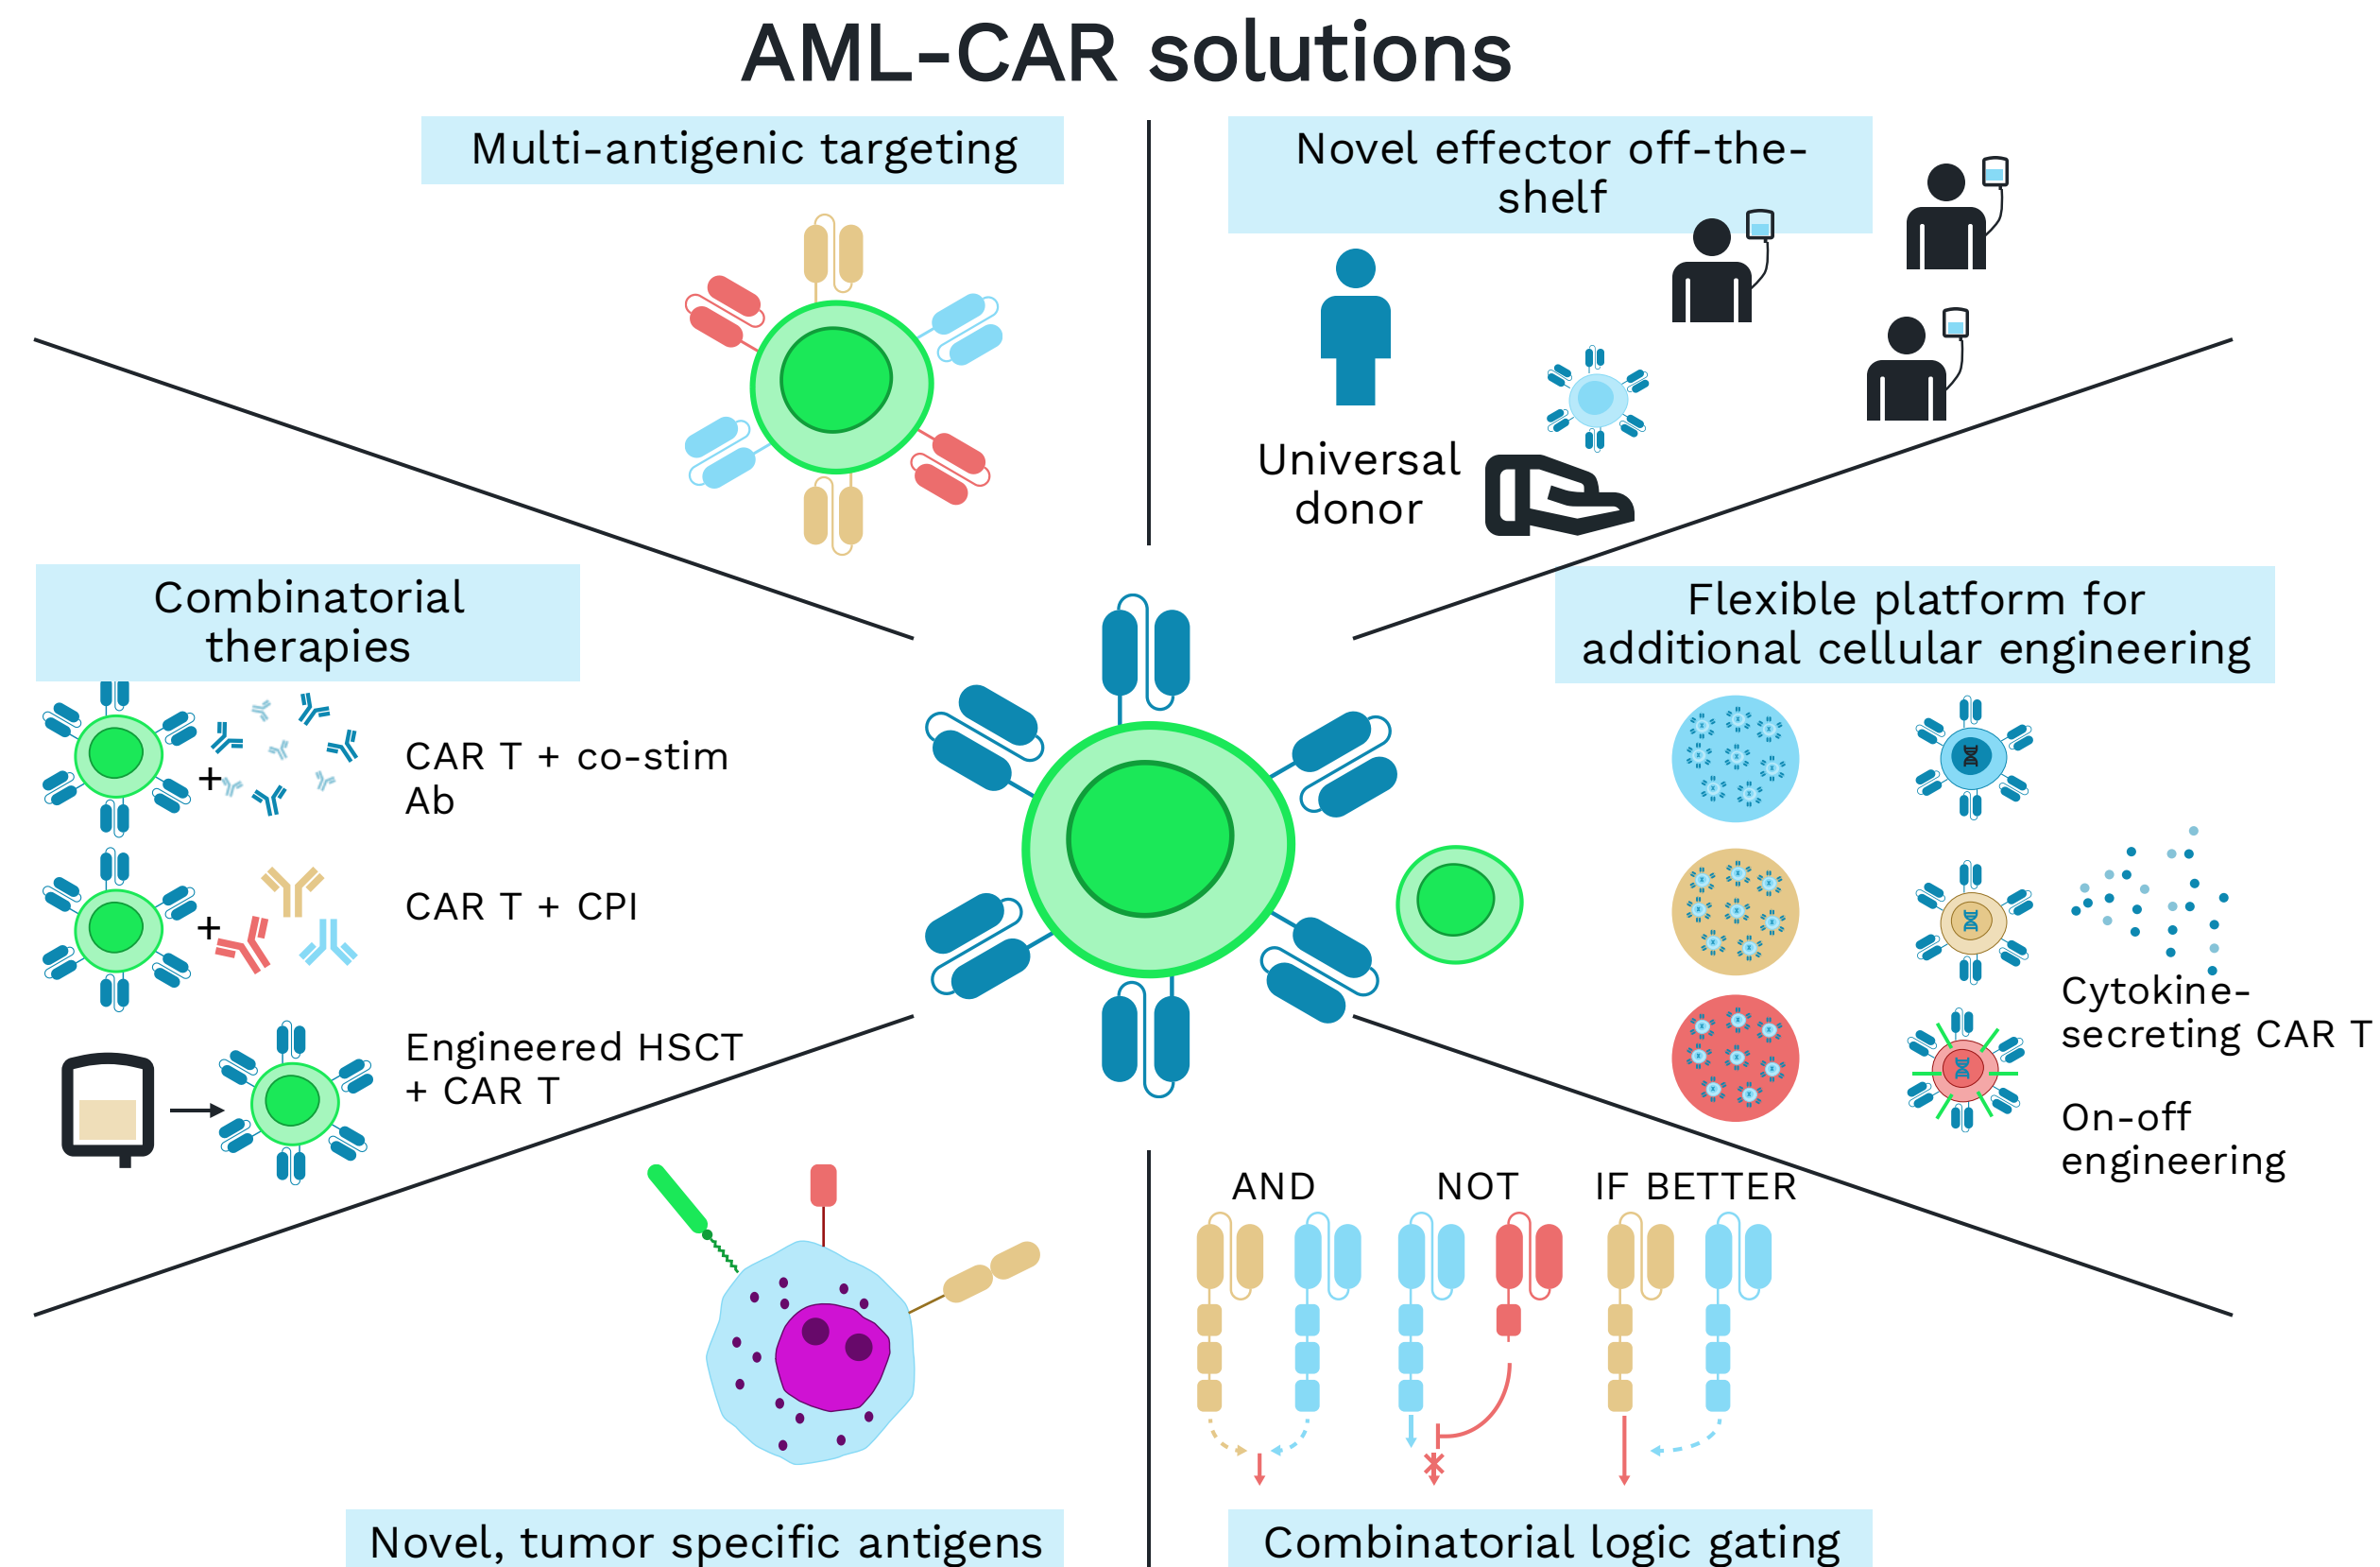 AML-CAR solutions
Multi-antigenic targeting
Novel effector off-the-
shelf
Universal
donor
Combinatorial
therapies
+
CAR T + co-stim
Ab
+
CAR T + CPI
Engineered HSCT
+ CAR T
Flexible platform for
additional cellular engineering
Cytokine-
secreting CAR T
On-off
engineering
Novel, tumor specific antigens
AND NOT IF BETTER
Combinatorial logic gating